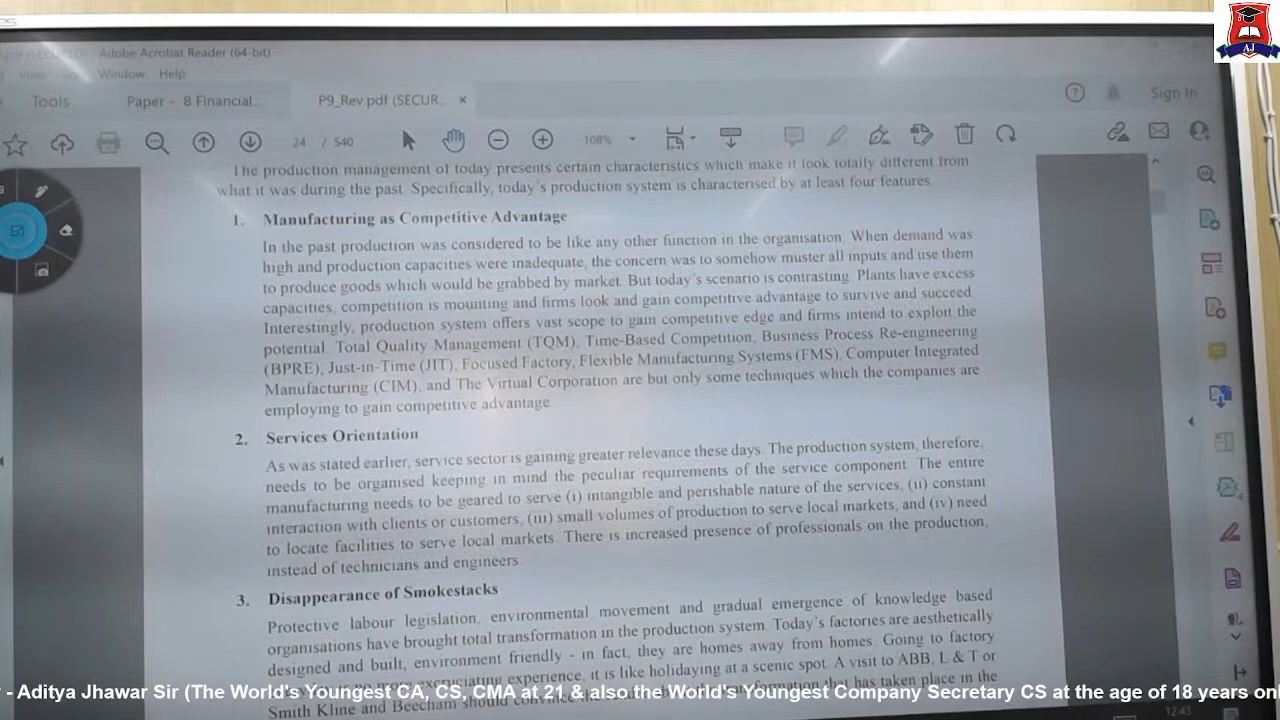 Adobe Acrobat Reader (64-bit)
View Window Help
Tools Paper - 8 Financial... P9_Rev.pdf (SECUR... × Sign In
24 / 540 108%
The production management of today presents certain characteristics which make it look totally different from
what it was during the past. Specifically, today's production system is characterised by at least four features.
1. Manufacturing as Competitive Advantage
In the past production was considered to be like any other function in the organisation. When demand was
high and production capacities were inadequate, the concern was to somehow muster all inputs and use them
to produce goods which would be grabbed by market. But today's scenario is contrasting. Plants have excess
capacities, competition is mounting and firms look and gain competitive advantage to survive and succeed.
Interestingly, production system offers vast scope to gain competitive edge and firms intend to exploit the
potential. Total Quality Management (TQM), Time-Based Competition, Business Process Re-engineering
(BPRE), Just-in-Time (JIT), Focused Factory, Flexible Manufacturing Systems (FMS), Computer Integrated
Manufacturing (CIM), and The Virtual Corporation are but only some techniques which the companies are
employing to gain competitive advantage.
2. Services Orientation
As was stated earlier, service sector is gaining greater relevance these days. The production system, therefore,
needs to be organised keeping in mind the peculiar requirements of the service component. The entire
manufacturing needs to be geared to serve (i) intangible and perishable nature of the services, (ii) constant
interaction with clients or customers, (iii) small volumes of production to serve local markets, and (iv) need
to locate facilities to serve local markets. There is increased presence of professionals on the production,
instead of technicians and engineers.
3. Disappearance of Smokestacks
Protective labour legislation, environmental movement and gradual emergence of knowledge based
organisations have brought total transformation in the production system. Today's factories are aesthetically
designed and built, environment friendly - in fact, they are homes away from homes. Going to factory
no more excruciating experience, it is like holidaying at a scenic spot. A visit to ABB, L & T or
Smith Kline and Beecham should that has taken place in the
- Aditya Jhawar Sir (The World's Youngest CA, CS, CMA at 21 & also the World's Youngest Company Secretary CS at the age of 18 years onl
12:43
AJ